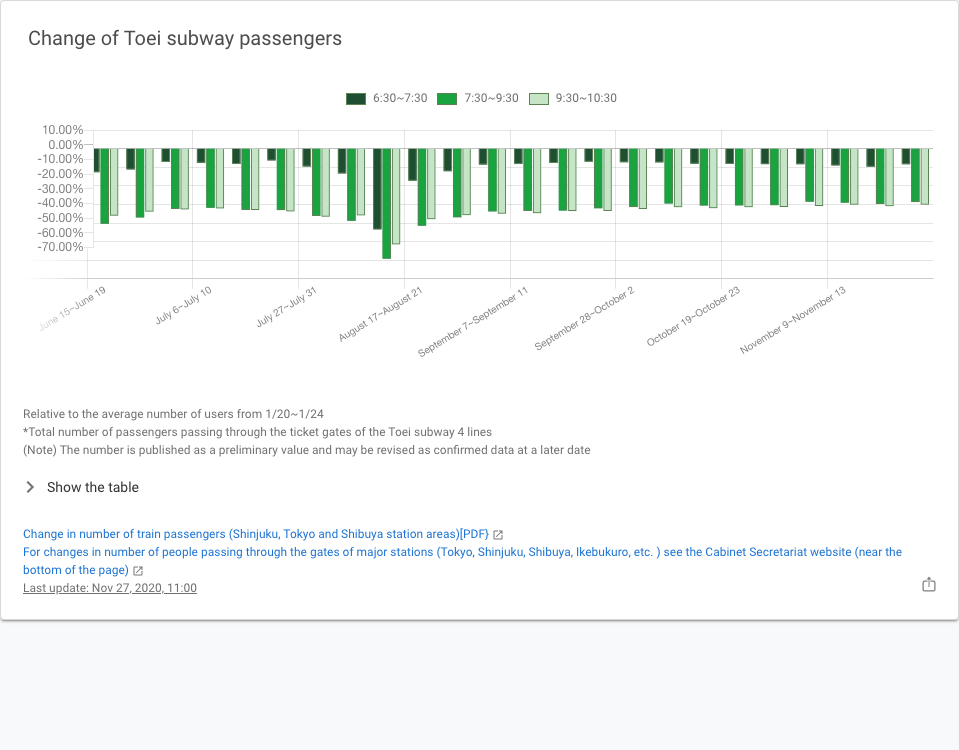 Change of Toei subway passengers
6:30~7:30
7:30~9:30
9:30~10:30
10.00%
0.00%
-10.00%
-20.00%
-30.00%
-40.00%
-50.00%
-60.00%
-70.00%
June 15~June 19
July 6~July 10
July 27~July 31
August 17~August 21
September 7~September 11
September 28~October 2
October 19~October 23
November 9~November 13
Relative to the average number of users from 1/20~1/24
*Total number of passengers passing through the ticket gates of the Toei subway 4 lines
(Note) The number is published as a preliminary value and may be revised as confirmed data at a later date
Show the table
Change in number of train passengers (Shinjuku, Tokyo and Shibuya station areas)[PDF}
For changes in number of people passing through the gates of major stations (Tokyo, Shinjuku, Shibuya, Ikebukuro, etc. ) see the Cabinet Secretariat website (near the
bottom of the page)
Last update: Nov 27, 2020, 11:00